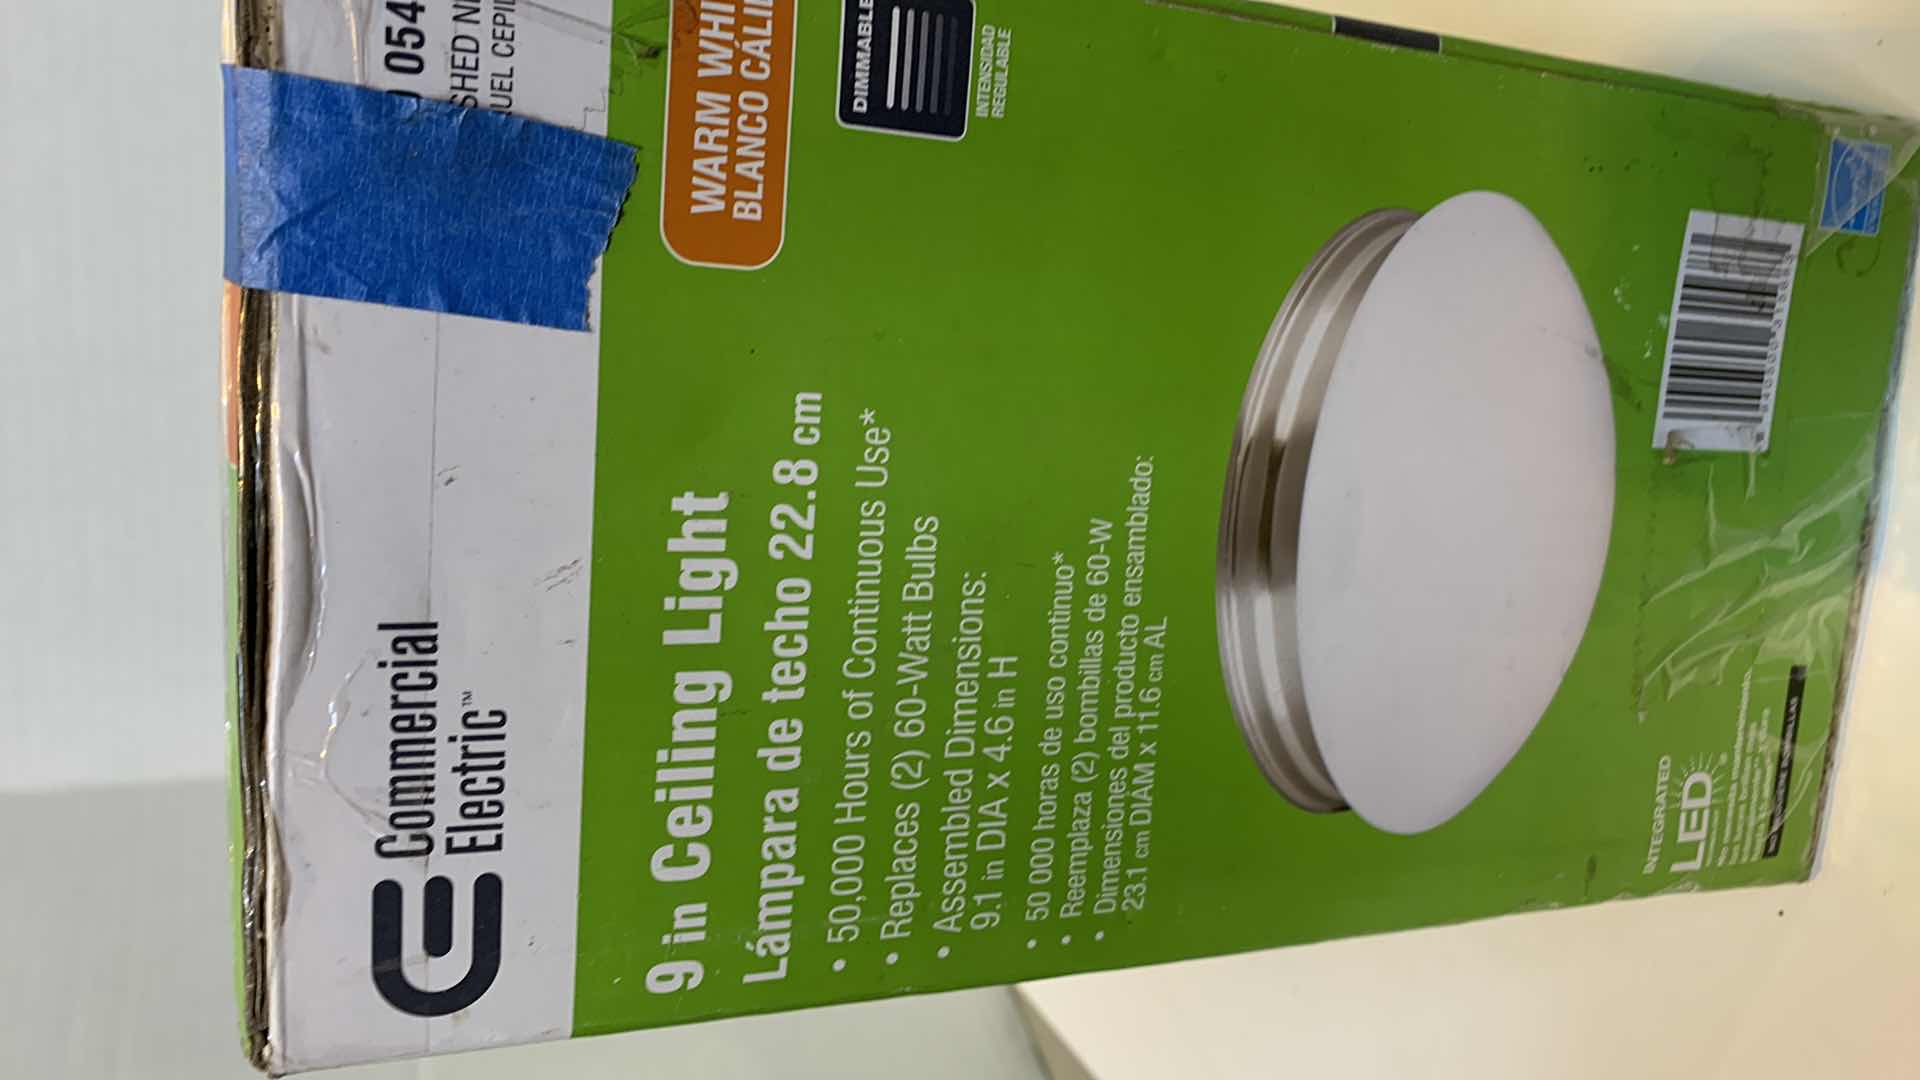 Commercial
Electric™
054
SHED NI
UEL CEPIL
WARM WHI
BLANCO CÁLI
DIMMABLE
INTENSIDAD
REGULABLE
9 in Ceiling Light
Lámpara de techo 22.8 cm
• 50,000 Hours of Continuous Use*
• Replaces (2) 60-Watt Bulbs
• Assembled Dimensions:
9.1 in DIA x 4.6 in H
• 50 000 horas de uso continuo*
• Reemplaza (2) bombillas de 60-W
• Dimensiones del producto ensamblado:
23.1 cm DIAM x 11.6 cm AL
INTEGRATED
LED